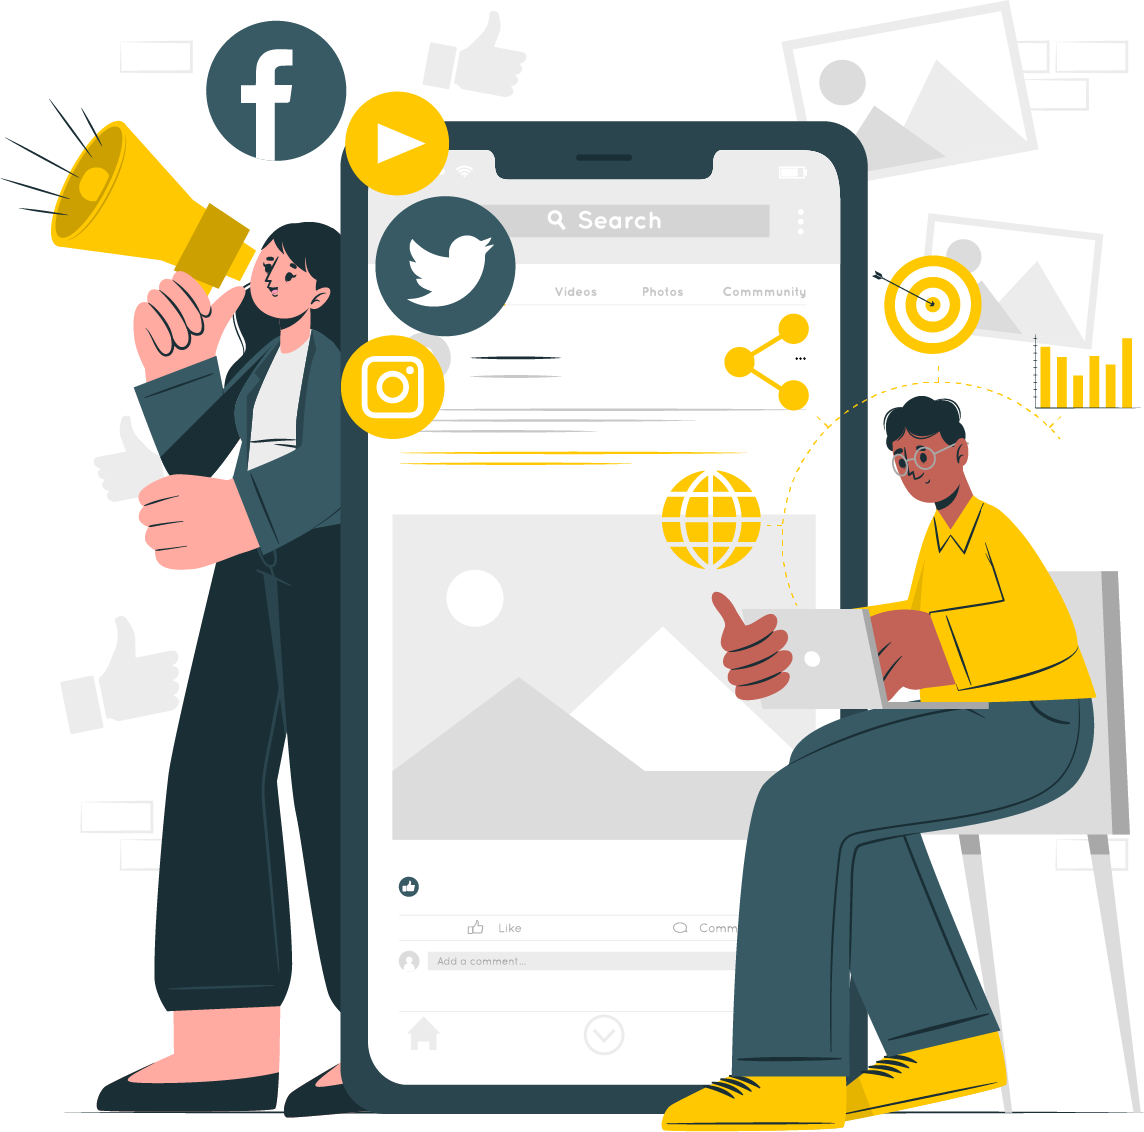 Search
Videos Photos Commmunity
Like Comm
Add a comment...